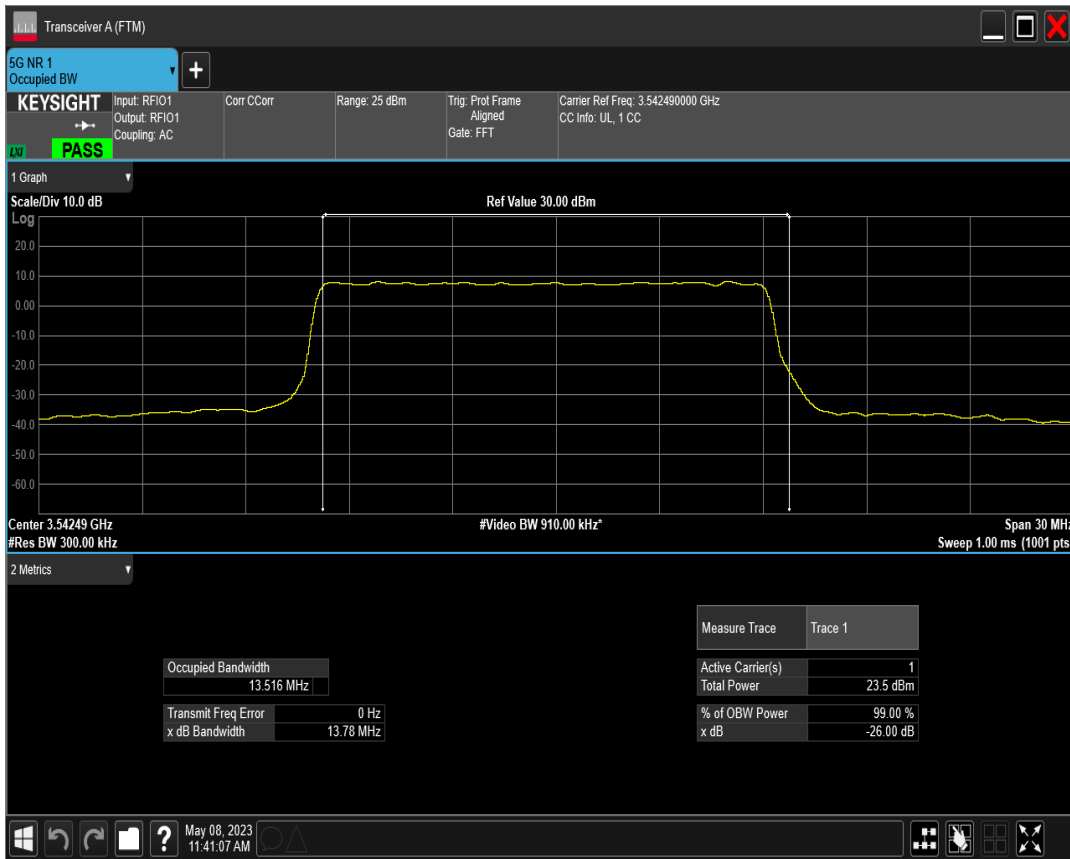 Transceiver A (FTM)
5G NR 1
Occupied BW
+
KEYSIGHT
LXI
PASS
Input: RFIO1
Output: RFIO1
Coupling: AC
Corr CCorr
Range: 25 dBm
Trig: Prot Frame
Aligned
Gate: FFT
Carrier Ref Freq: 3.542490000 GHz
CC Info: UL, 1 CC
1 Graph
Scale/Div 10.0 dB
Ref Value 30.00 dBm
Log
20.0
10.0
0.00
-10.0
-20.0
-30.0
-40.0
-50.0
-60.0
Center 3.54249 GHz
#Video BW 910.00 kHz*
Span 30 MHz
#Res BW 300.00 kHz
Sweep 1.00 ms (1001 pts
2 Metrics
Measure Trace Trace 1
Occupied Bandwidth
13.516 MHz
Active Carrier(s) 1
Total Power 23.5 dBm
Transmit Freq Error 0 Hz
x dB Bandwidth 13.78 MHz
% of OBW Power 99.00 %
x dB -26.00 dB
?
May 08, 2023
11:41:07 AM